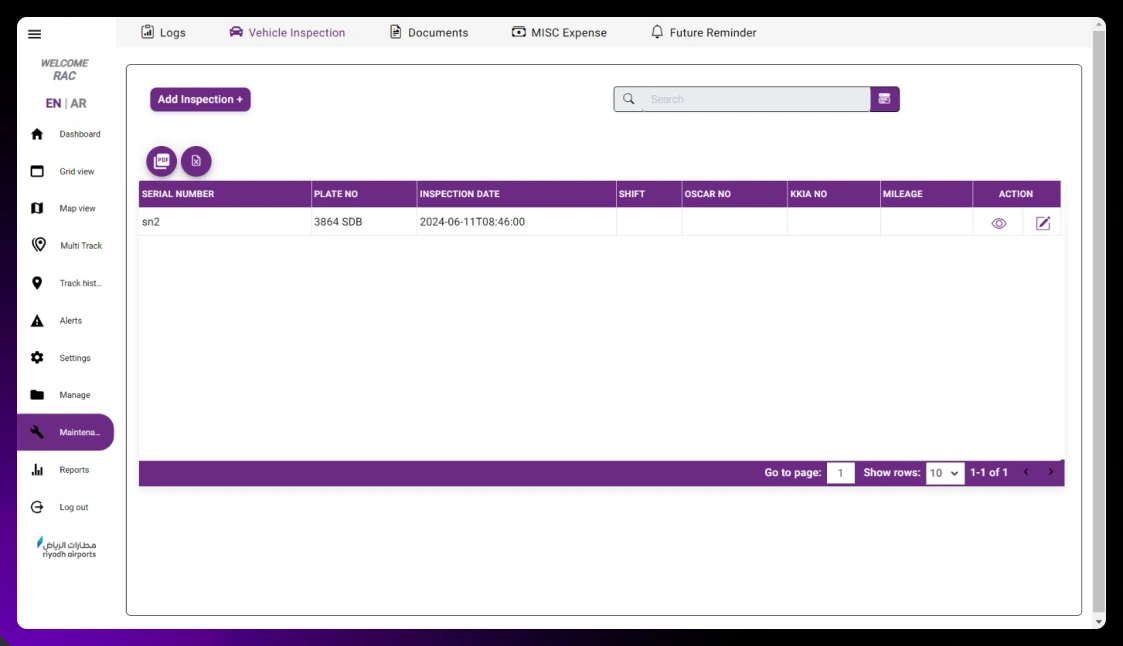 Logs
Vehicle Inspection
Documents
MISC Expense
Future Reminder
WELCOME
RAC
EN | AR
Dashboard
Grid view
Map view
Multi Track
Track hist...
Alerts
Settings
Manage
Maintena...
Reports
Log out
مطارات الرياض
riyadh airports
Add Inspection +
Search
PDF
SERIAL NUMBER PLATE NO INSPECTION DATE SHIFT OSCAR NO KKIA NO MILEAGE ACTION
sn2 3864 SDB 2024-06-11T08:46:00
Go to page: 1 Show rows: 10 1-1 of 1